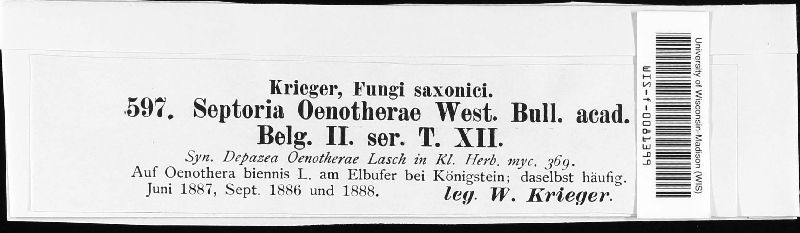 Krieger, Fungi saxonici.
597. Septoria Oenotherae West. Bull. acad.
Belg. II. ser. T. XII.
Syn. Depazea Oenotherae Lasch in Kl. Herb. myc. 369.
Auf Oenothera biennis L. am Elbufer bei Königstein; daselbst häufig.
Juni 1887, Sept. 1886 und 1888. leg. W. Krieger.
University of Wisconsin-Madison (WIS)
WIS-f-0081399